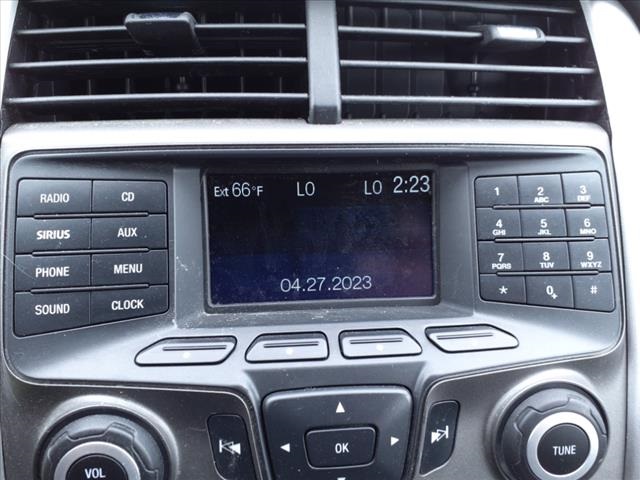 Ext 66°F LO LO 2:23
04.27.2023
RADIO CD
SIRIUS AUX
PHONE MENU
SOUND CLOCK
1 2 ABC 3 DEF
4 GHI 5 JKL 6 MNO
7 PQRS 8 TUV 9 WXYZ
* 0+ #
VOL OK TUNE